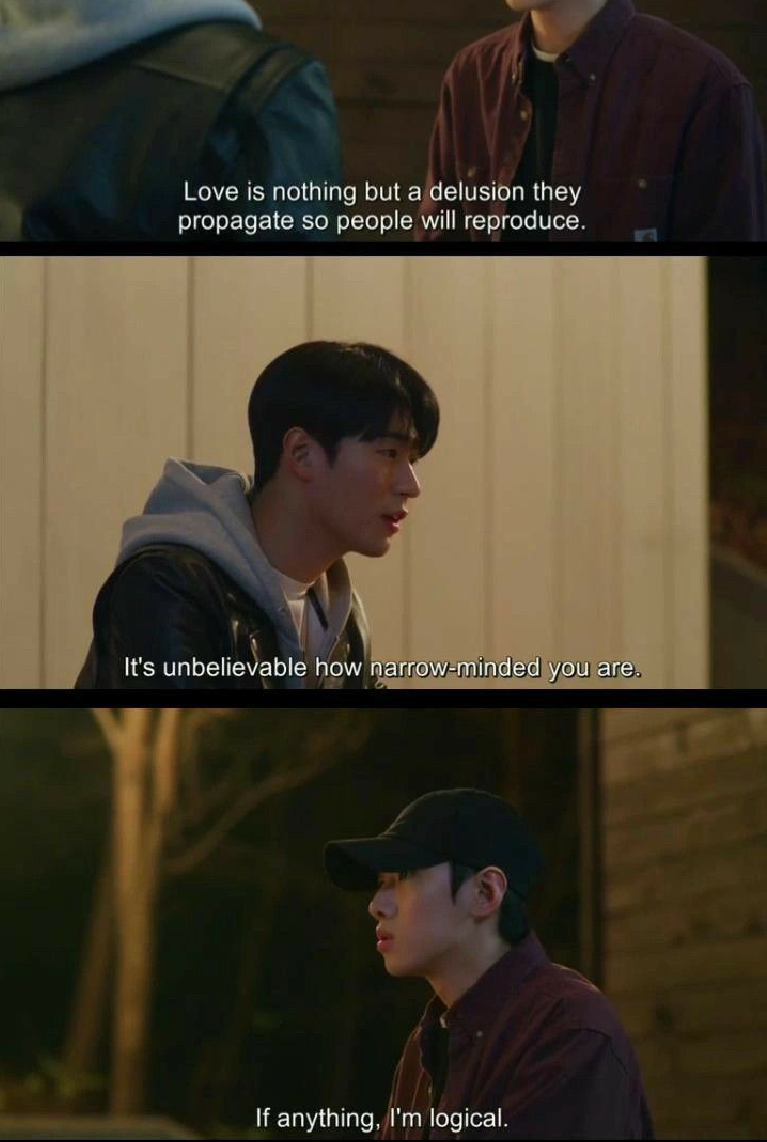 Love is nothing but a delusion they
propagate so people will reproduce.
It's unbelievable how narrow-minded you are.
If anything, I'm logical.